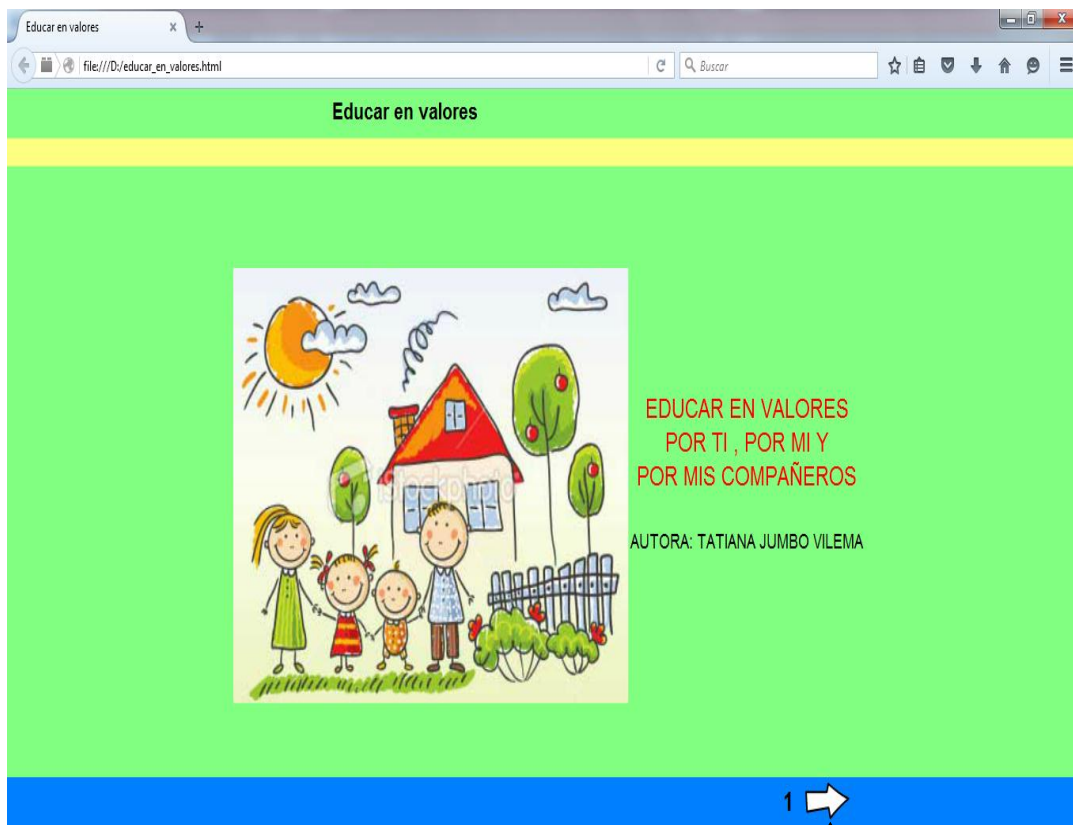 Educar en valores
file:///D:/educar_en_valores.html
Buscar
Educar en valores
iStockphoto
EDUCAR EN VALORES
POR TI , POR MI Y
POR MIS COMPAÑEROS
AUTORA: TATIANA JUMBO VILEMA
1